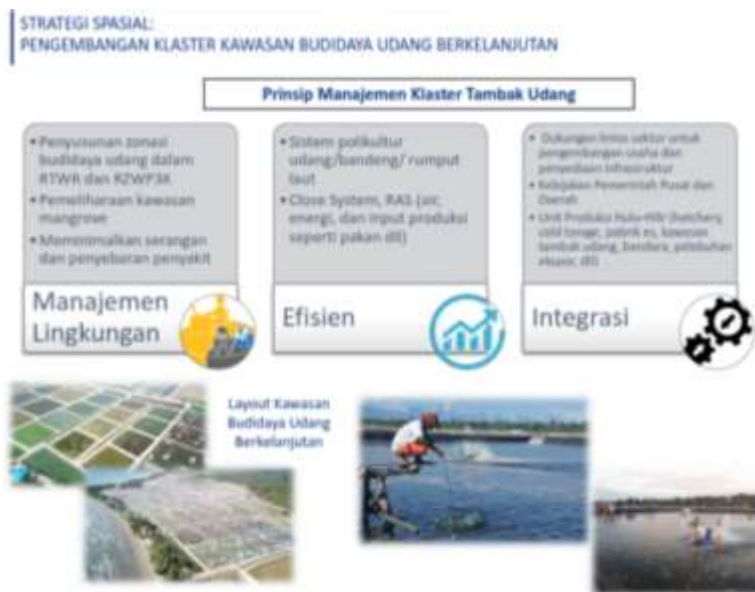 STRATEGI SPASIAL:
PENGEMBANGAN KLASTER KAWASAN BUDIDAYA UDANG BERKELANJUTAN
Prinsip Manajemen Klaster Tambak Udang
• Penyusunan zonasi
budidaya udang dalam
RTWR dan RZWP3K
• Pemeliharaan kawasan
mangrove
• Meminimalkan serangan
dan penyebaran penyakit
Manajemen
Lingkungan
• Sistem polikultur
udang/bandeng/ rumput
laut
• Close System, RAS (air,
energi, dan input produksi
seperti pakan dll)
Efisien
• Dukungan lintas sektor untuk
pengembangan usaha dan
penyediaan infrastruktur
• Kebijakan Pemerintah Pusat dan
Daerah
• Unit Produksi Hulu-Hilir (hatchery,
cold torage, pabrik es, kawasan
tambak udang, bandara, pelabuhan
ekspor, dll)
Integrasi
Layout Kawasan
Budidaya Udang
Berkelanjutan